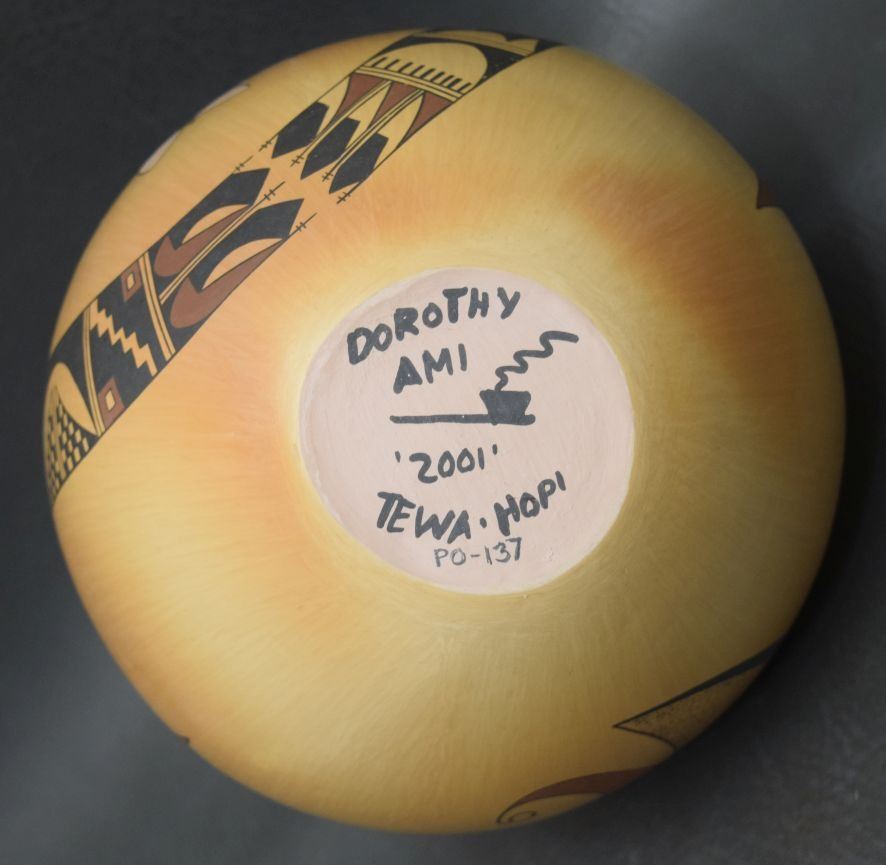 DOROTHY
AMI
'2001'
TEWA·HOPI
PO-137